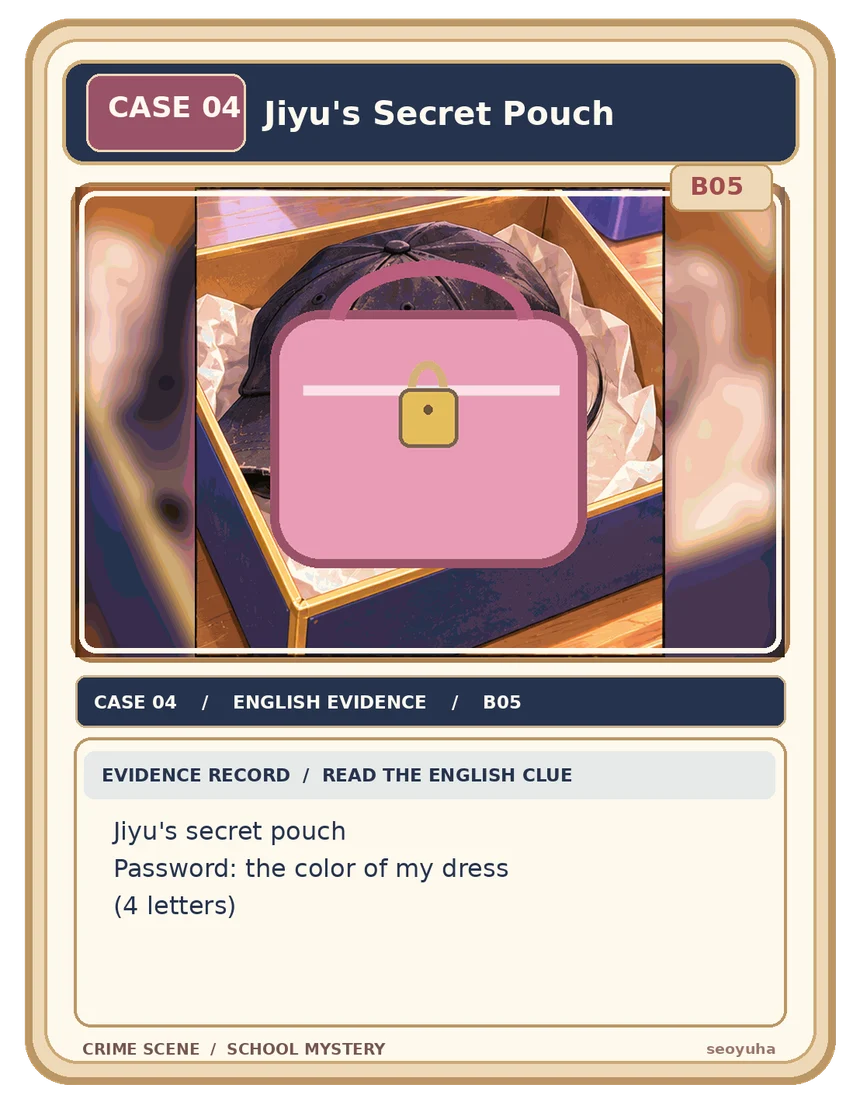 CASE 04 Jiyu's Secret Pouch
B05
CASE 04 / ENGLISH EVIDENCE / B05
EVIDENCE RECORD / READ THE ENGLISH CLUE
Jiyu's secret pouch
Password: the color of my dress
(4 letters)
CRIME SCENE / SCHOOL MYSTERY seoyuha